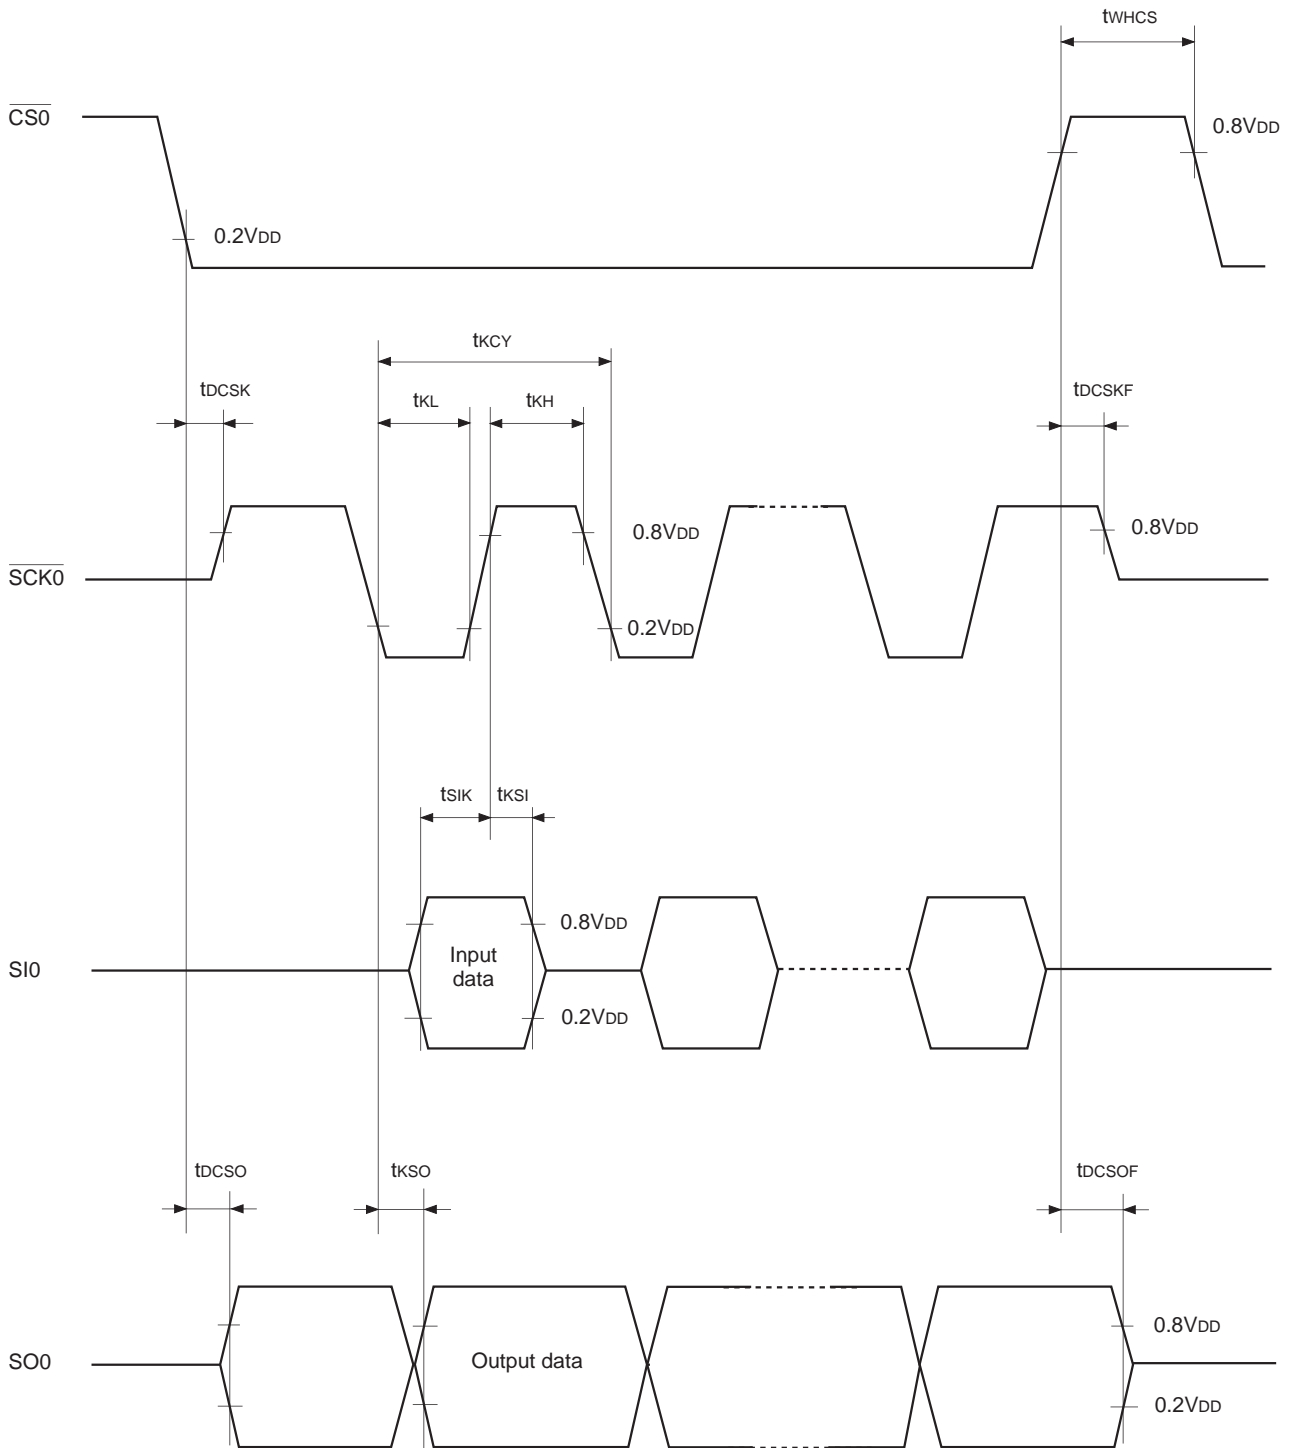 tWHCS
CS0
0.8VDD
0.2VDD
tKCY
tDCSK
tKL
tKH
tDCSKF
0.8VDD
0.8VDD
SCK0
0.2VDD
tSIK
tKSI
0.8VDD
Input
data
SI0
0.2VDD
tDCSO
tKSO
tDCSOF
0.8VDD
SO0
Output data
0.2VDD